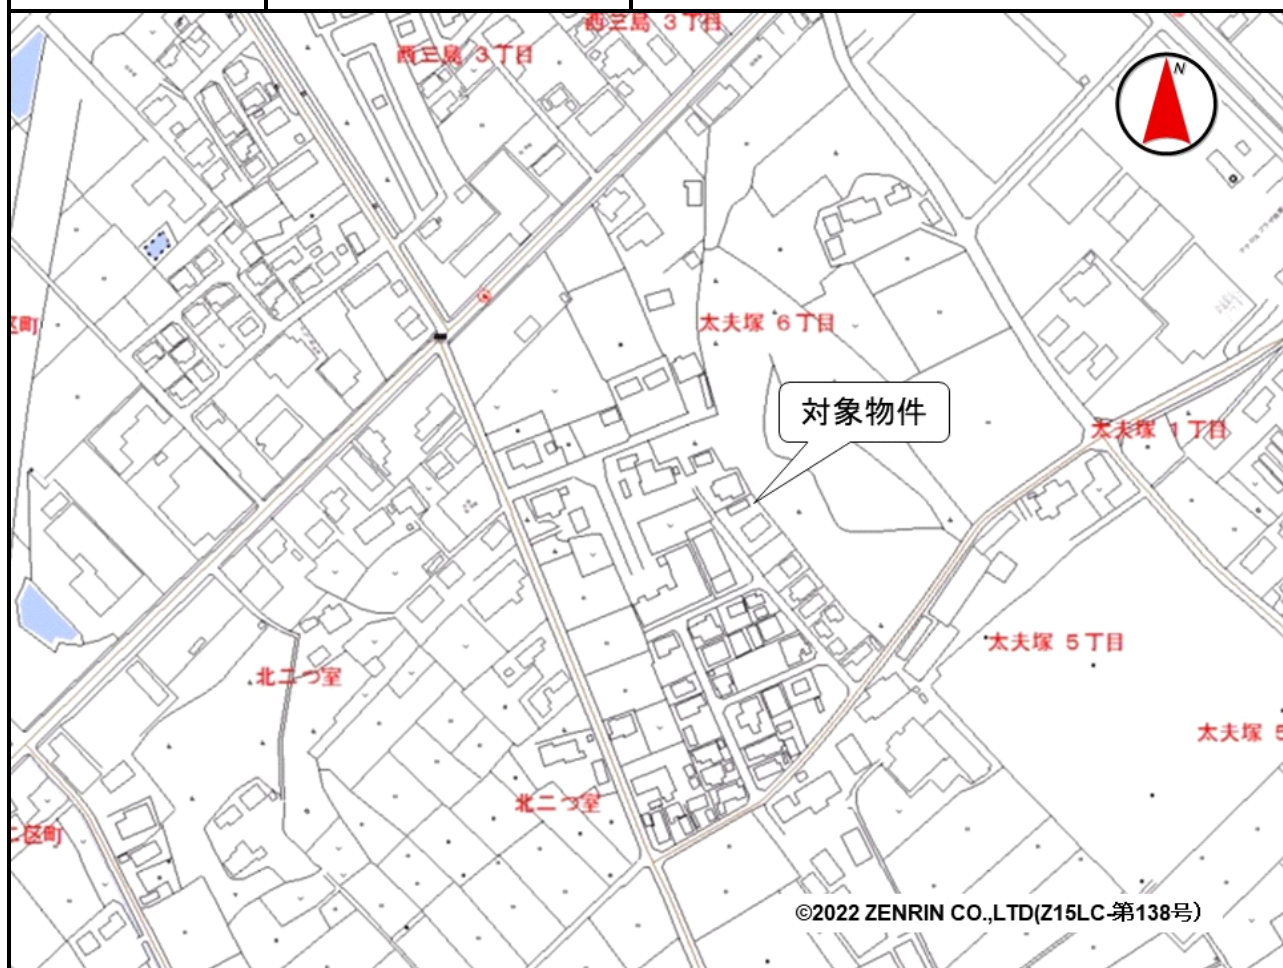 西三島 3丁目
西三島 3丁目
N
区町
太夫塚 6丁目
対象物件
太夫塚 1丁目
太夫塚 5丁目
北二つ室
太夫塚 5
北二つ室
二区町
©2022 ZENRIN CO.,LTD(Z15LC-第138号)